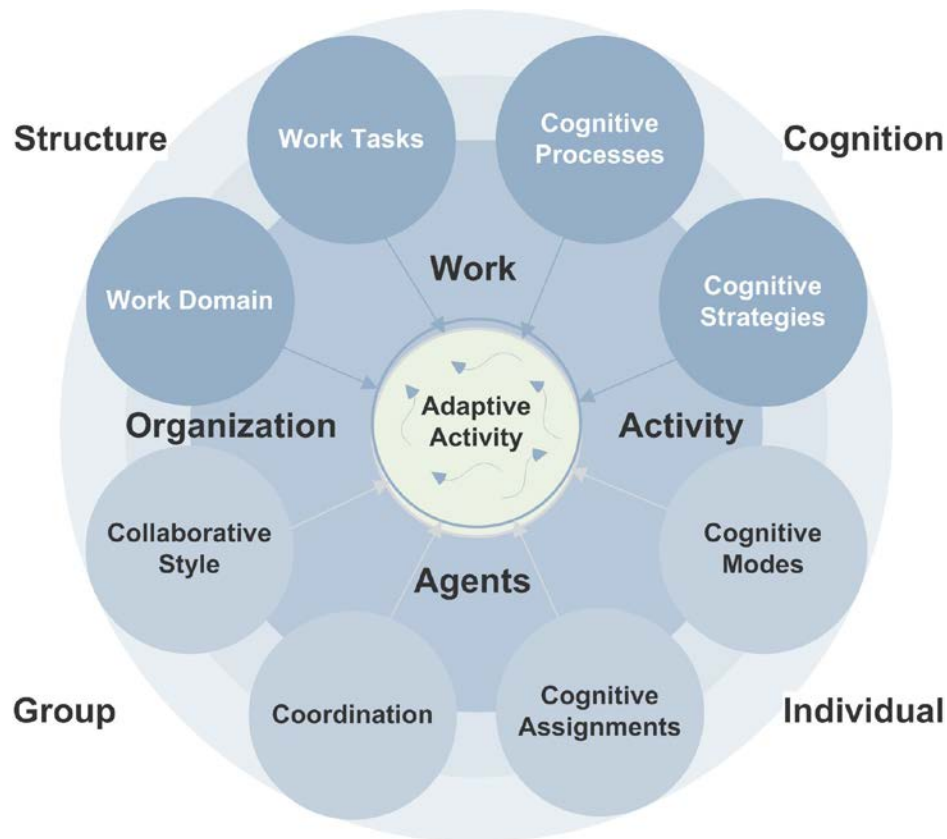 Structure
Work Tasks
Cognitive
Processes
Cognition
Work Domain
Work
Cognitive
Strategies
Organization
Adaptive
Activity
Activity
Collaborative
Style
Agents
Cognitive
Modes
Group
Coordination
Cognitive
Assignments
Individual